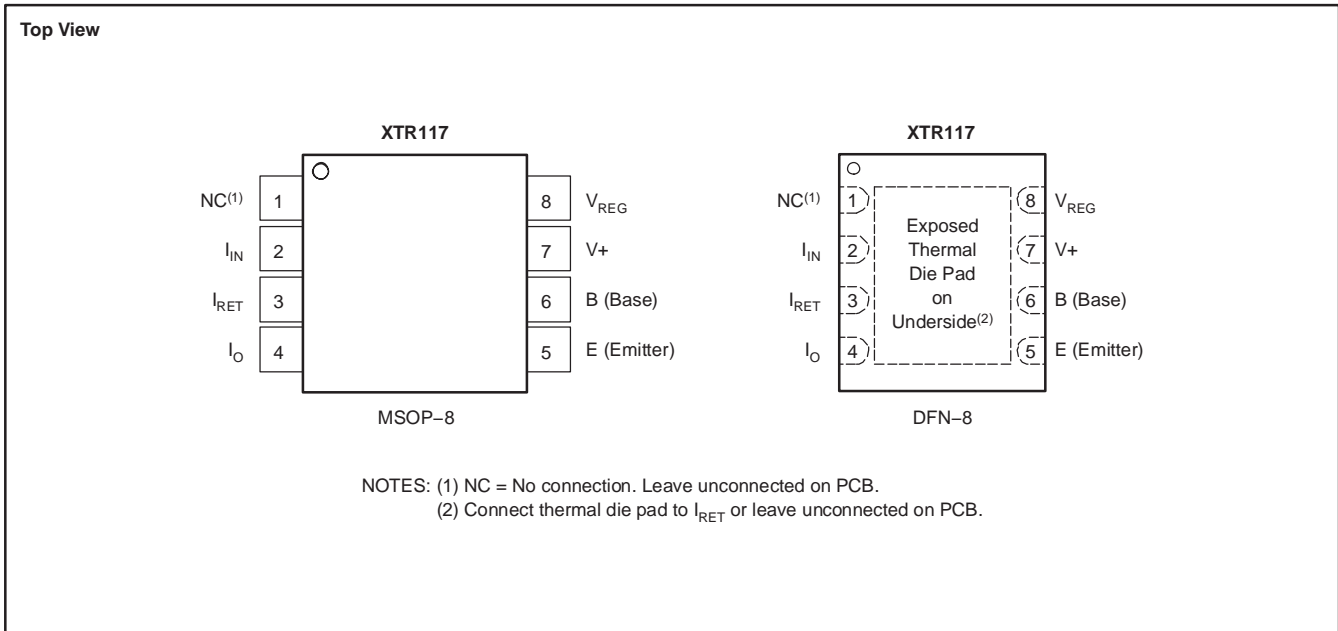 Top View
XTR117
NC(1) 1 8 VREG
IIN 2 7 V+
IRET 3 6 B (Base)
IO 4 5 E (Emitter)
MSOP−8
XTR117
NC(1) 1 8 VREG
IIN 2 7 V+
IRET 3 6 B (Base)
IO 4 5 E (Emitter)
Exposed
Thermal
Die Pad
on
Underside(2)
DFN−8
NOTES: (1) NC = No connection. Leave unconnected on PCB.
(2) Connect thermal die pad to IRET or leave unconnected on PCB.